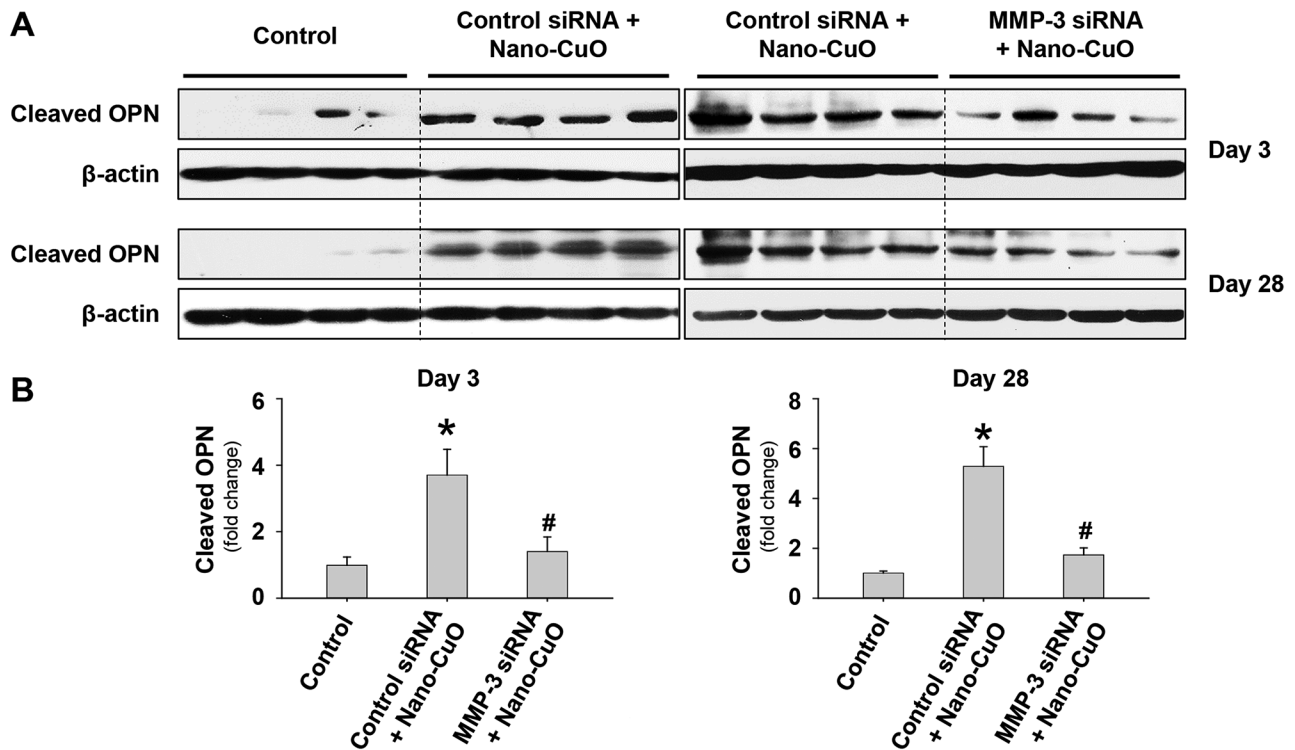 A
Control
Control siRNA +
Nano-CuO
Control siRNA +
Nano-CuO
MMP-3 siRNA
+ Nano-CuO
Cleaved OPN
β-actin
Day 3
Cleaved OPN
β-actin
Day 28
B
Day 3
Cleaved OPN
(fold change)
6
4
2
0
*
#
Control
Control siRNA
+ Nano-CuO
MMP-3 siRNA
+ Nano-CuO
Day 28
Cleaved OPN
(fold change)
8
6
4
2
0
*
#
Control
Control siRNA
+ Nano-CuO
MMP-3 siRNA
+ Nano-CuO